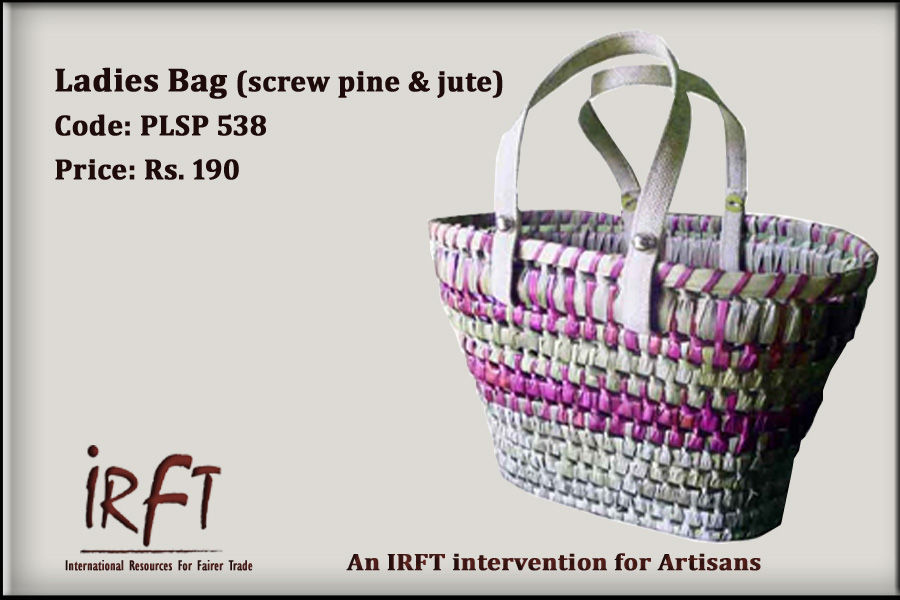 Ladies Bag (screw pine & jute)
Code: PLSP 538
Price: Rs. 190
iRFT
International Resources For Fairer Trade
An IRFT intervention for Artisans